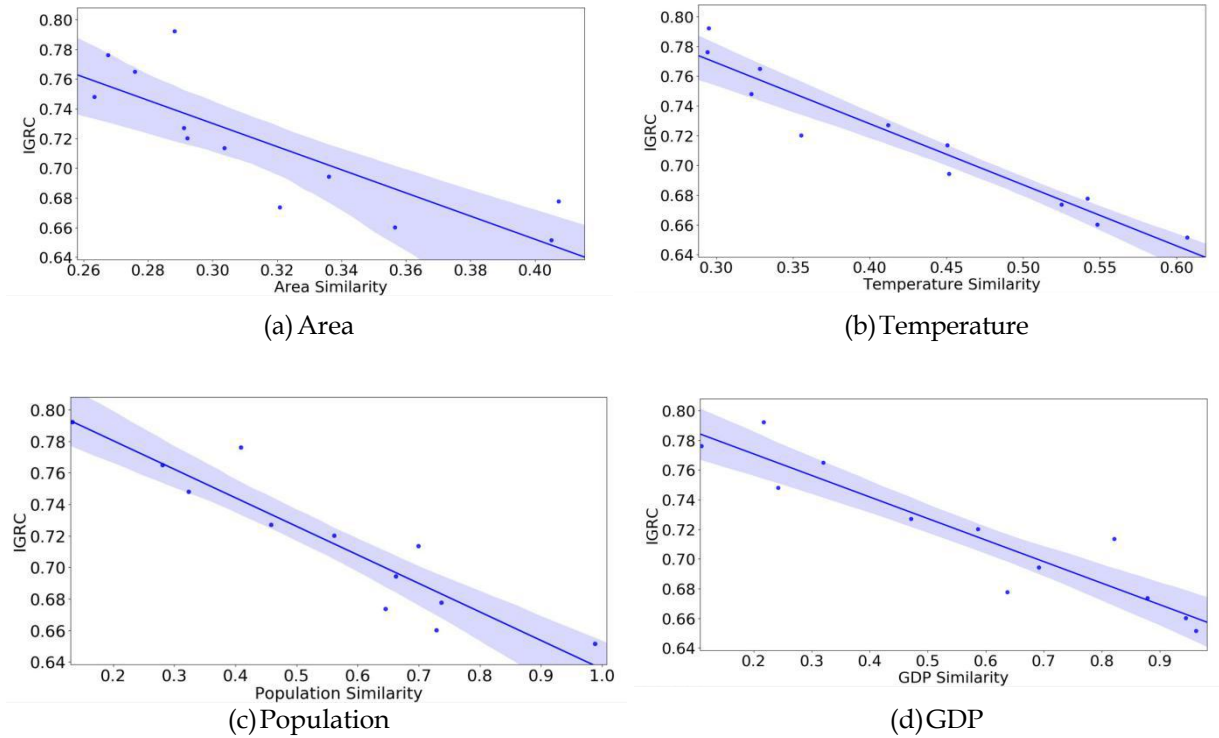 0.80
0.78
0.76
0.74
0.72
0.70
0.68
0.66
0.64
IGRC
0.26 0.28 0.30 0.32 0.34 0.36 0.38 0.40
Area Similarity
(a) Area
0.80
0.78
0.76
0.74
0.72
0.70
0.68
0.66
0.64
IGRC
0.30 0.35 0.40 0.45 0.50 0.55 0.60
Temperature Similarity
(b) Temperature
0.80
0.78
0.76
0.74
0.72
0.70
0.68
0.66
0.64
IGRC
0.2 0.3 0.4 0.5 0.6 0.7 0.8 0.9 1.0
Population Similarity
(c) Population
0.80
0.78
0.76
0.74
0.72
0.70
0.68
0.66
0.64
IGRC
0.2 0.3 0.4 0.5 0.6 0.7 0.8 0.9
GDP Similarity
(d) GDP